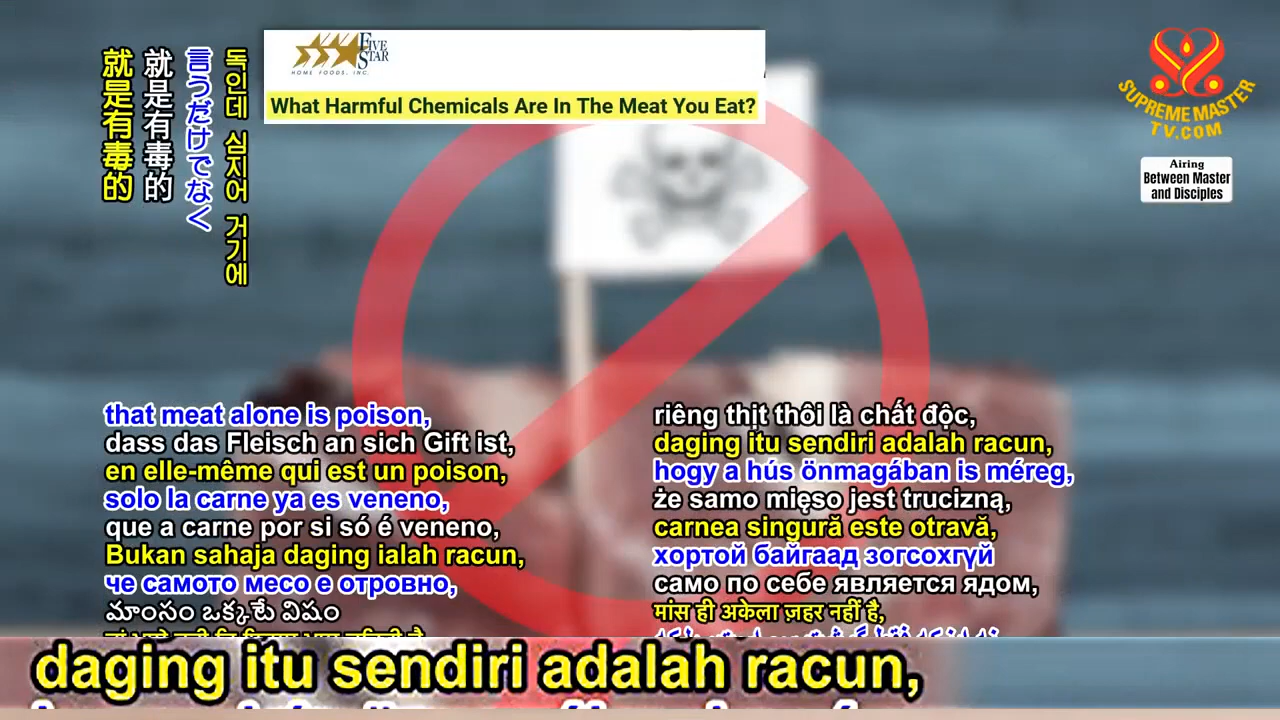 就是有毒的
就是有毒的
言うだけでなく
독인데 심지어 거기에
FIVE STAR
HOME FOODS, INC.
What Harmful Chemicals Are In The Meat You Eat?
SUPREME MASTER
TV.COM
Airing
Between Master
and Disciples
that meat alone is poison,
dass das Fleisch an sich Gift ist,
en elle-même qui est un poison,
solo la carne ya es veneno,
que a carne por si só é veneno,
Bukan sahaja daging ialah racun,
че самото месо е отровно,
మాంసం ఒక్కటే విషం
riêng thịt thôi là chất độc,
daging itu sendiri adalah racun,
hogy a hús önmagában is méreg,
że samo mięso jest trucizną,
carnea singură este otravă,
хортой байгаад зогсохгүй
само по себе является ядом,
मांस ही अकेला ज़हर नहीं है,
daging itu sendiri adalah racun,